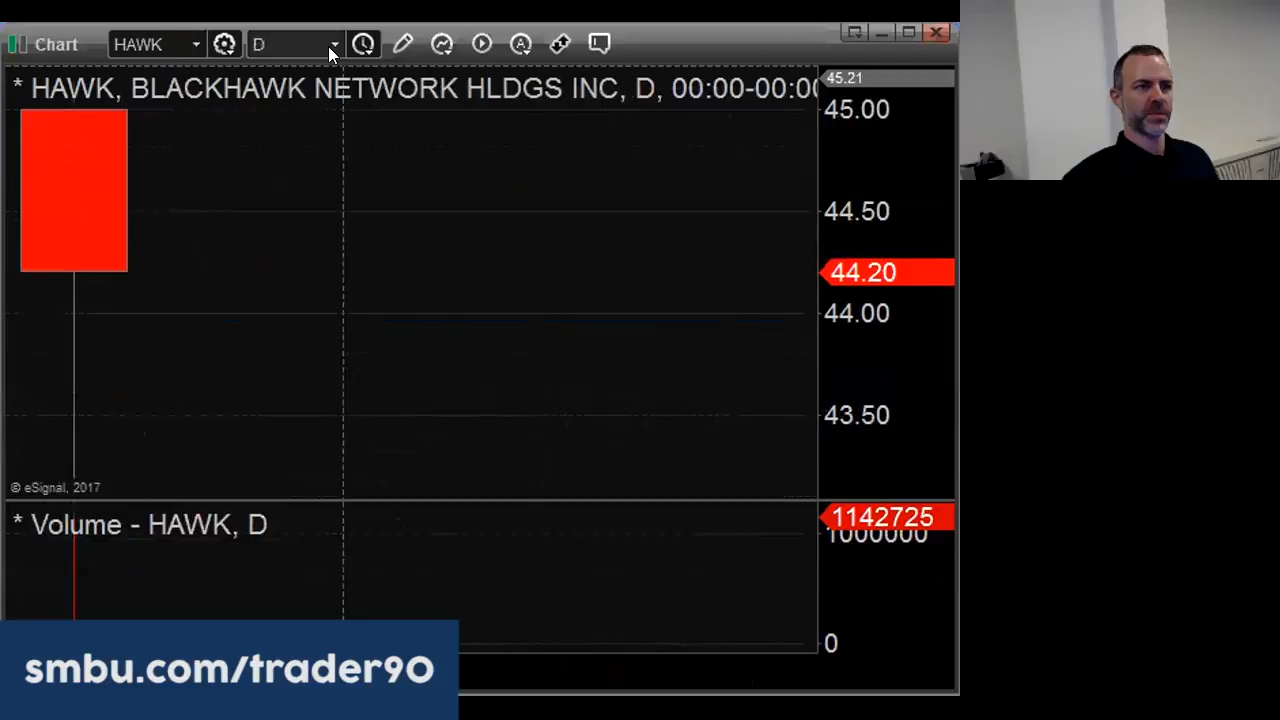 Chart HAWK D
* HAWK, BLACKHAWK NETWORK HLDGS INC, D, 00:00-00:00
45.21
45.00
44.50
44.20
44.00
43.50
© eSignal, 2017
* Volume - HAWK, D
1142725
1000000
0
smbu.com/trader90